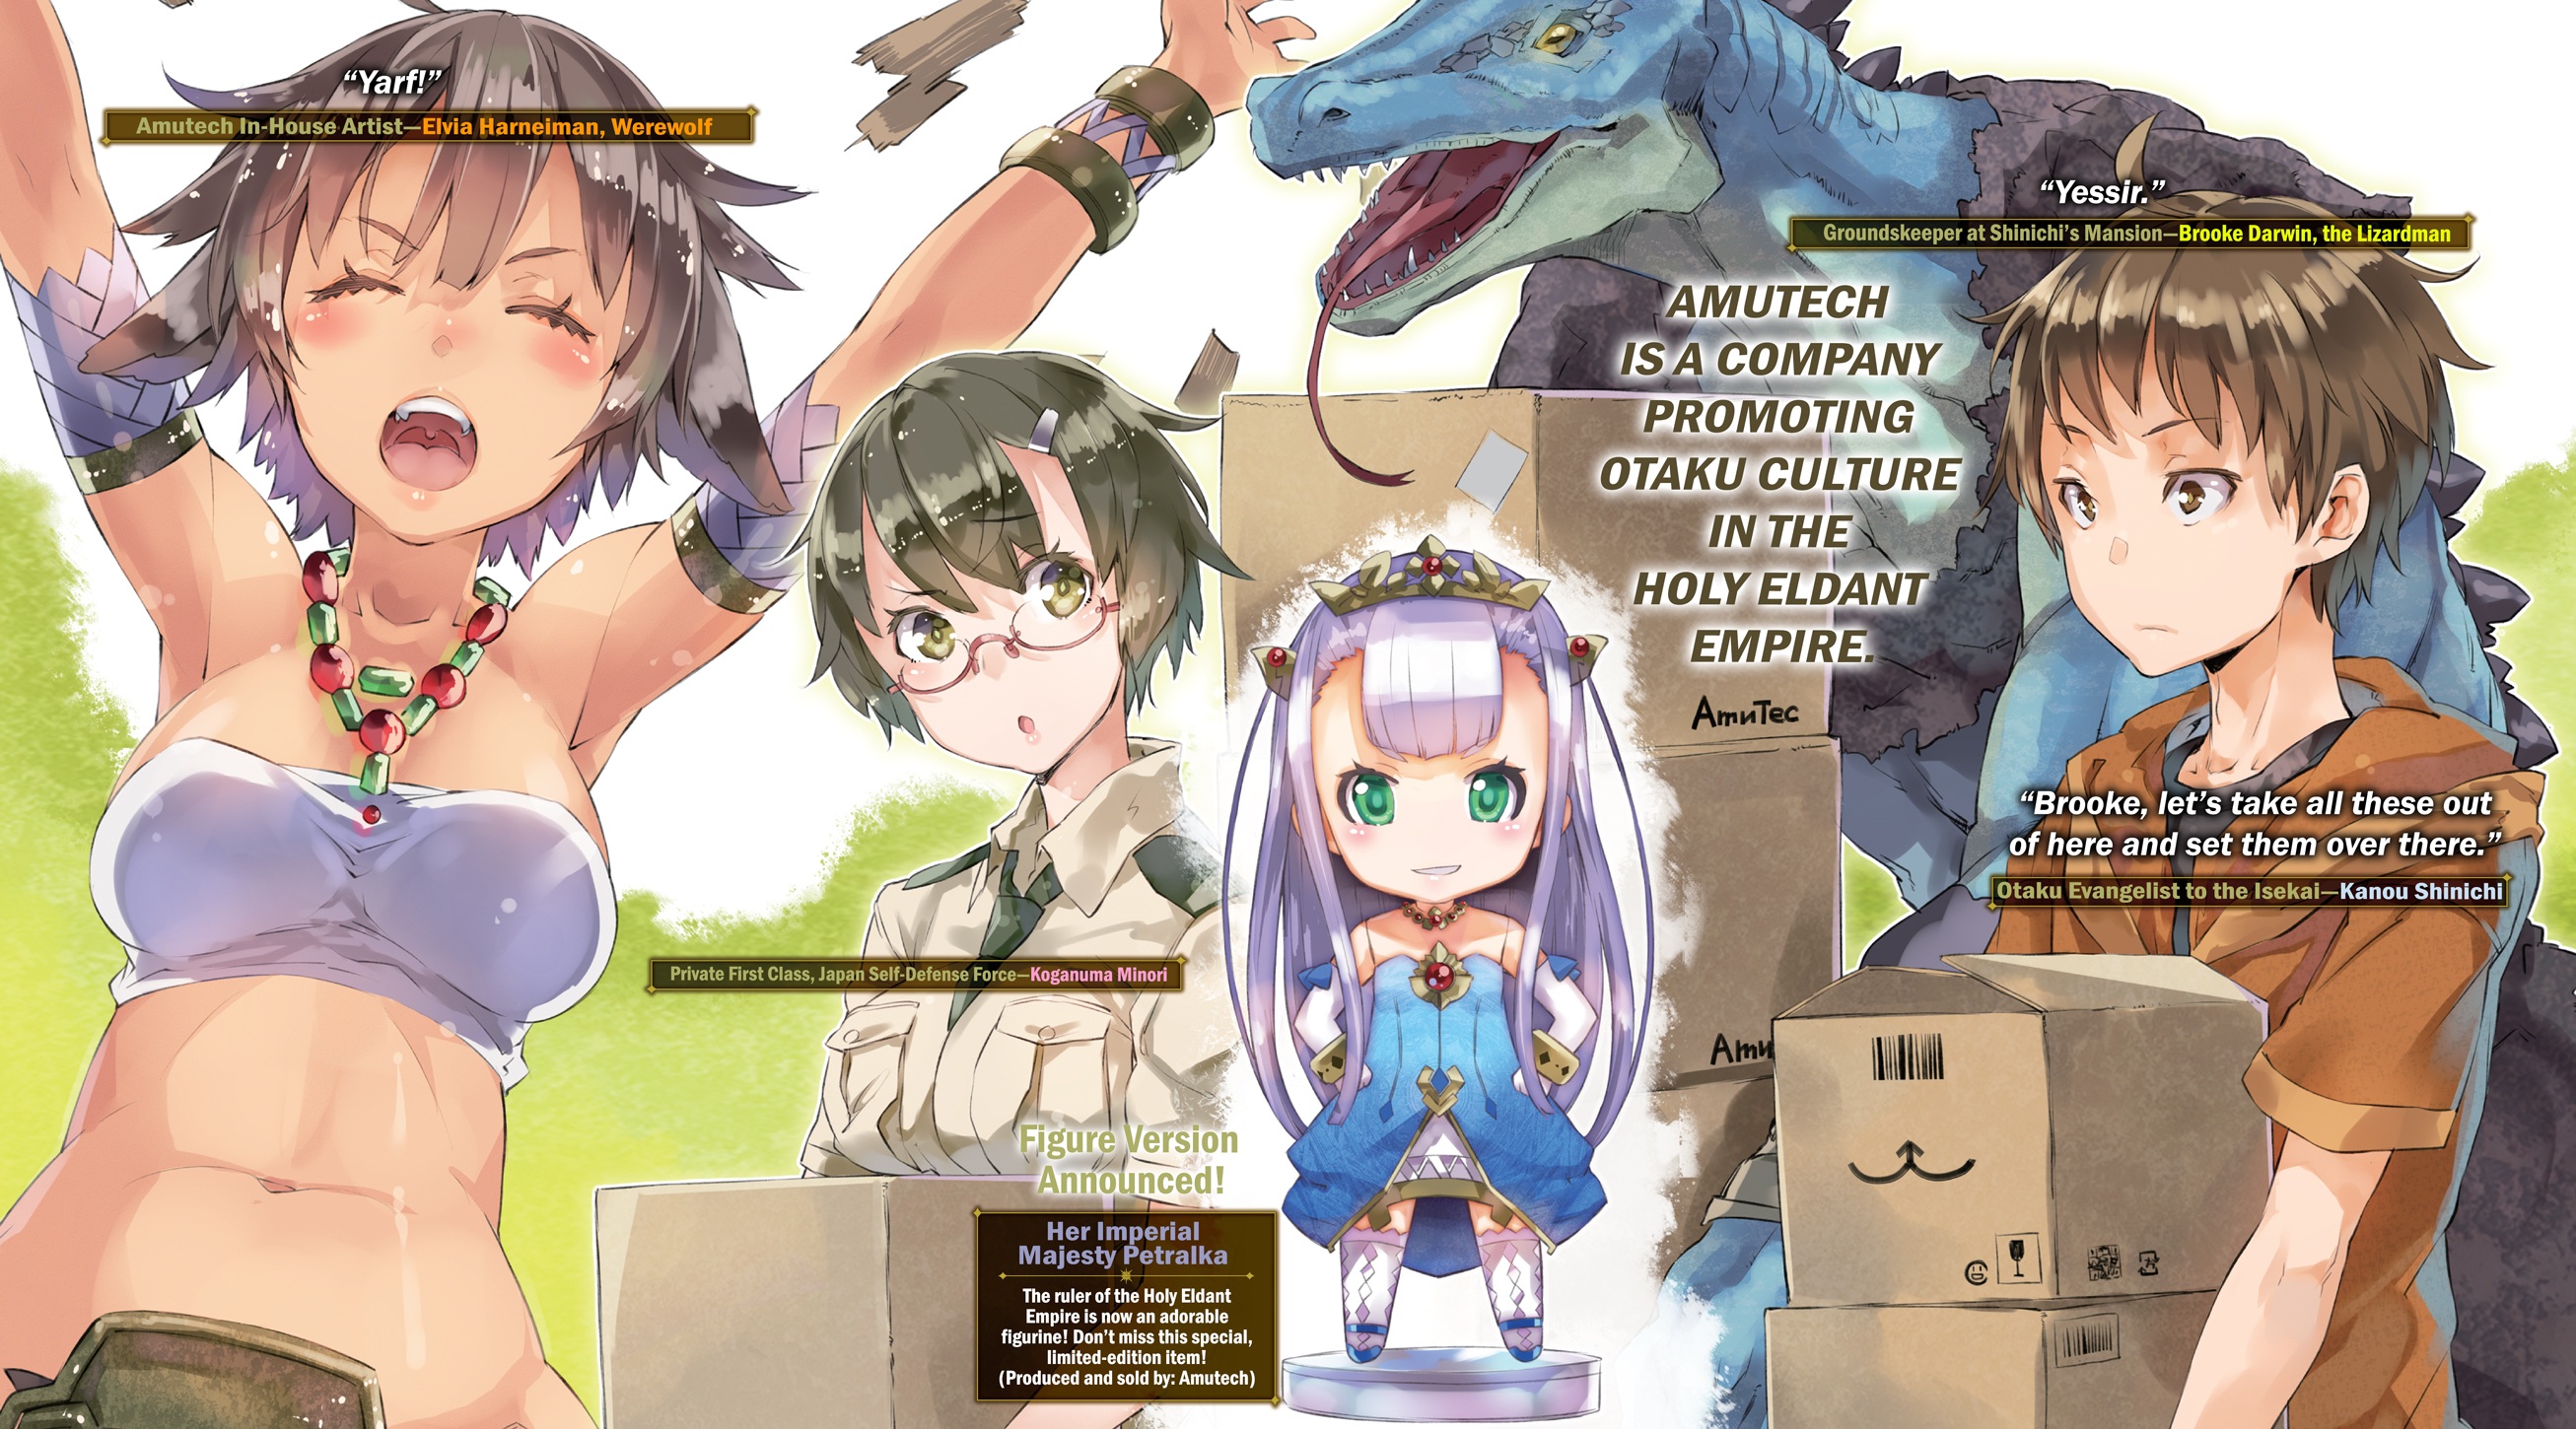 “Yarf!”
Amutech In-House Artist—Elvia Harneiman, Werewolf
“Yessir.”
Groundskeeper at Shinichi’s Mansion—Brooke Darwin, the Lizardman
AMUTECH
IS A COMPANY
PROMOTING
OTAKU CULTURE
IN THE
HOLY ELDANT
EMPIRE.
AmuTec
“Brooke, let’s take all these out
of here and set them over there.”
Otaku Evangelist to the Isekai—Kanou Shinichi
Private First Class, Japan Self-Defense Force—Koganuma Minori
Amu
Figure Version
Announced!
Her Imperial
Majesty Petralka
The ruler of the Holy Eldant
Empire is now an adorable
figurine! Don’t miss this special,
limited-edition item!
(Produced and sold by: Amutech)